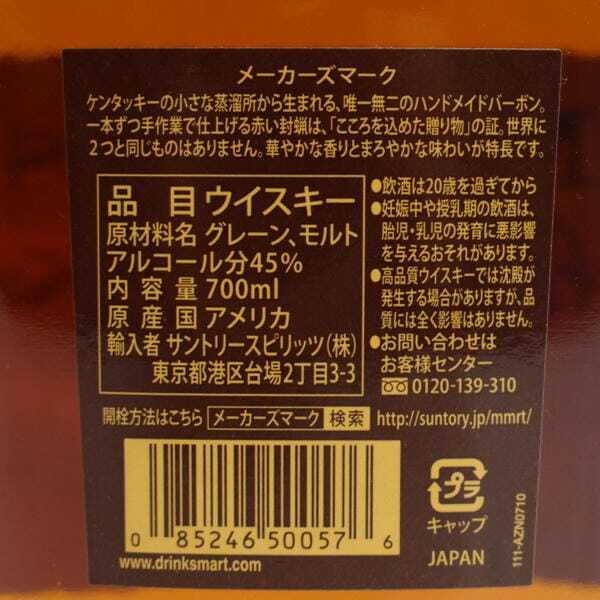 メーカーズマーク
ケンタッキーの小さな蒸溜所から生まれる、唯一無二のハンドメイドバーボン。
一本ずつ手作業で仕上げる赤い封蝋は、「こころを込めた贈り物」の証。世界に
2つと同じものはありません。華やかな香りとまろやかな味わいが特長です。
品 目 ウイスキー
原材料名 グレーン、モルト
アルコール分45%
内 容 量 700ml
原 産 国 アメリカ
輸入者 サントリースピリッツ(株)
東京都港区台場2丁目3-3
●飲酒は20歳を過ぎてから
●妊娠中や授乳期の飲酒は、
胎児・乳児の発育に悪影響
を与えるおそれがあります。
●高品質ウイスキーでは沈殿が
発生する場合がありますが、品
質には全く影響はありません。
●お問い合わせは
お客様センター
0120-139-310
開栓方法はこちら メーカーズマーク 検索 http://suntory.jp/mmrt/
0 85246 50057 6
www.drinksmart.com
プラ
キャップ
JAPAN
111-AZN0710